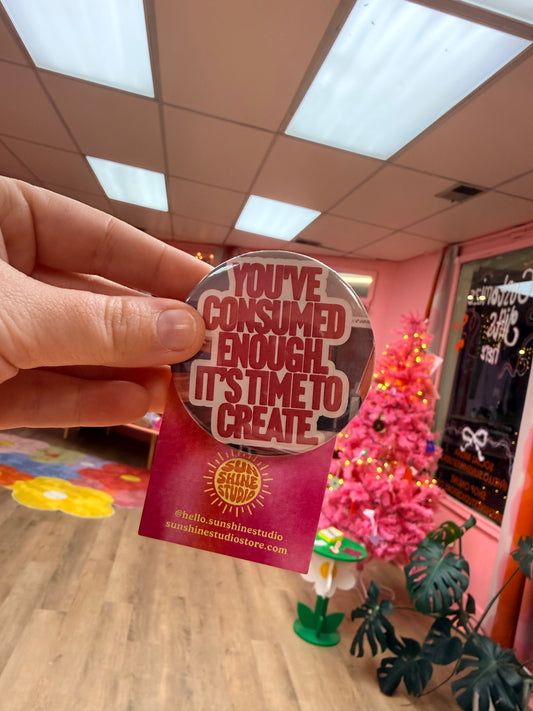 YOU'VE
CONSUMED
ENOUGH.
IT'S TIME TO
CREATE.
SUN
SHINE
STUDIO
@hello.sunshinestudio
sunshinestudiostore.com